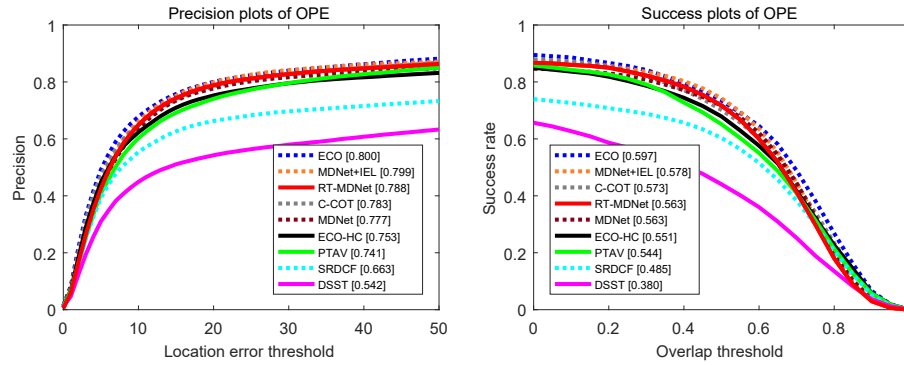 Precision plots of OPE
1
0.8
0.6
0.4
0.2
0
0
10
20
30
40
50
Precision
Location error threshold
ECO [0.800]
MDNet+IEL [0.799]
RT-MDNet [0.788]
C-COT [0.783]
MDNet [0.777]
ECO-HC [0.753]
PTAV [0.741]
SRDCF [0.663]
DSST [0.542]
Success plots of OPE
1
0.8
0.6
0.4
0.2
0
0
0.2
0.4
0.6
0.8
Success rate
Overlap threshold
ECO [0.597]
MDNet+IEL [0.578]
C-COT [0.573]
RT-MDNet [0.563]
MDNet [0.563]
ECO-HC [0.551]
PTAV [0.544]
SRDCF [0.485]
DSST [0.380]